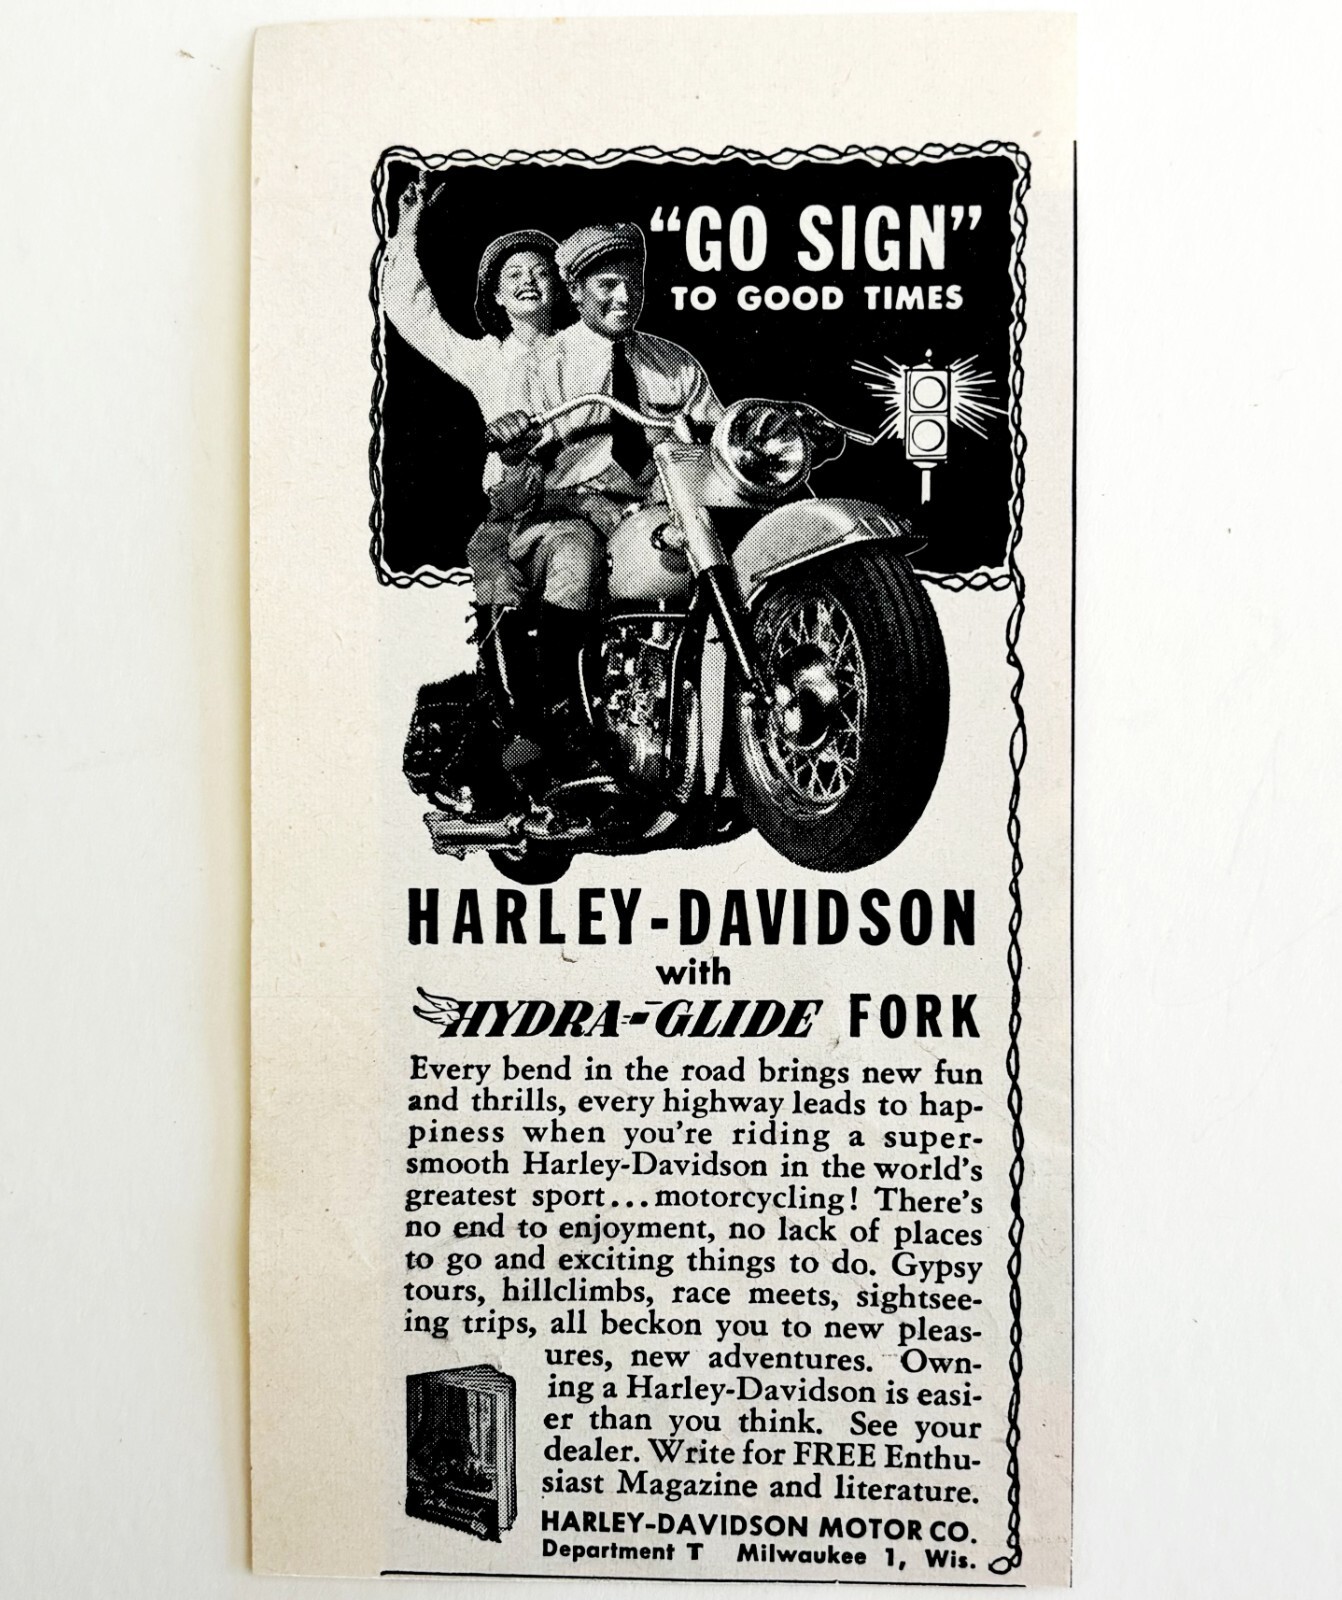 "GO SIGN"
TO GOOD TIMES
HARLEY-DAVIDSON
with
HYDRA-GLIDE FORK
Every bend in the road brings new fun
and thrills, every highway leads to hap-
piness when you're riding a super-
smooth Harley-Davidson in the world's
greatest sport...motorcycling! There's
no end to enjoyment, no lack of places
to go and exciting things to do. Gypsy
tours, hillclimbs, race meets, sightsee-
ing trips, all beckon you to new pleas-
ures, new adventures. Own-
ing a Harley-Davidson is easi-
er than you think. See your
dealer. Write for FREE Enthu-
siast Magazine and literature.
HARLEY-DAVIDSON MOTOR CO.
Department T Milwaukee 1, Wis.